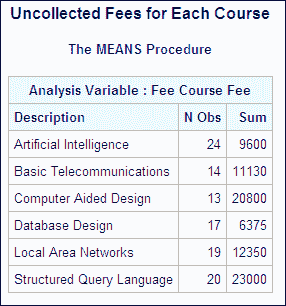 Uncollected Fees for Each Course
The MEANS Procedure
Analysis Variable : Fee Course Fee
Description N Obs Sum
Artificial Intelligence 24 9600
Basic Telecommunications 14 11130
Computer Aided Design 13 20800
Database Design 17 6375
Local Area Networks 19 12350
Structured Query Language 20 23000